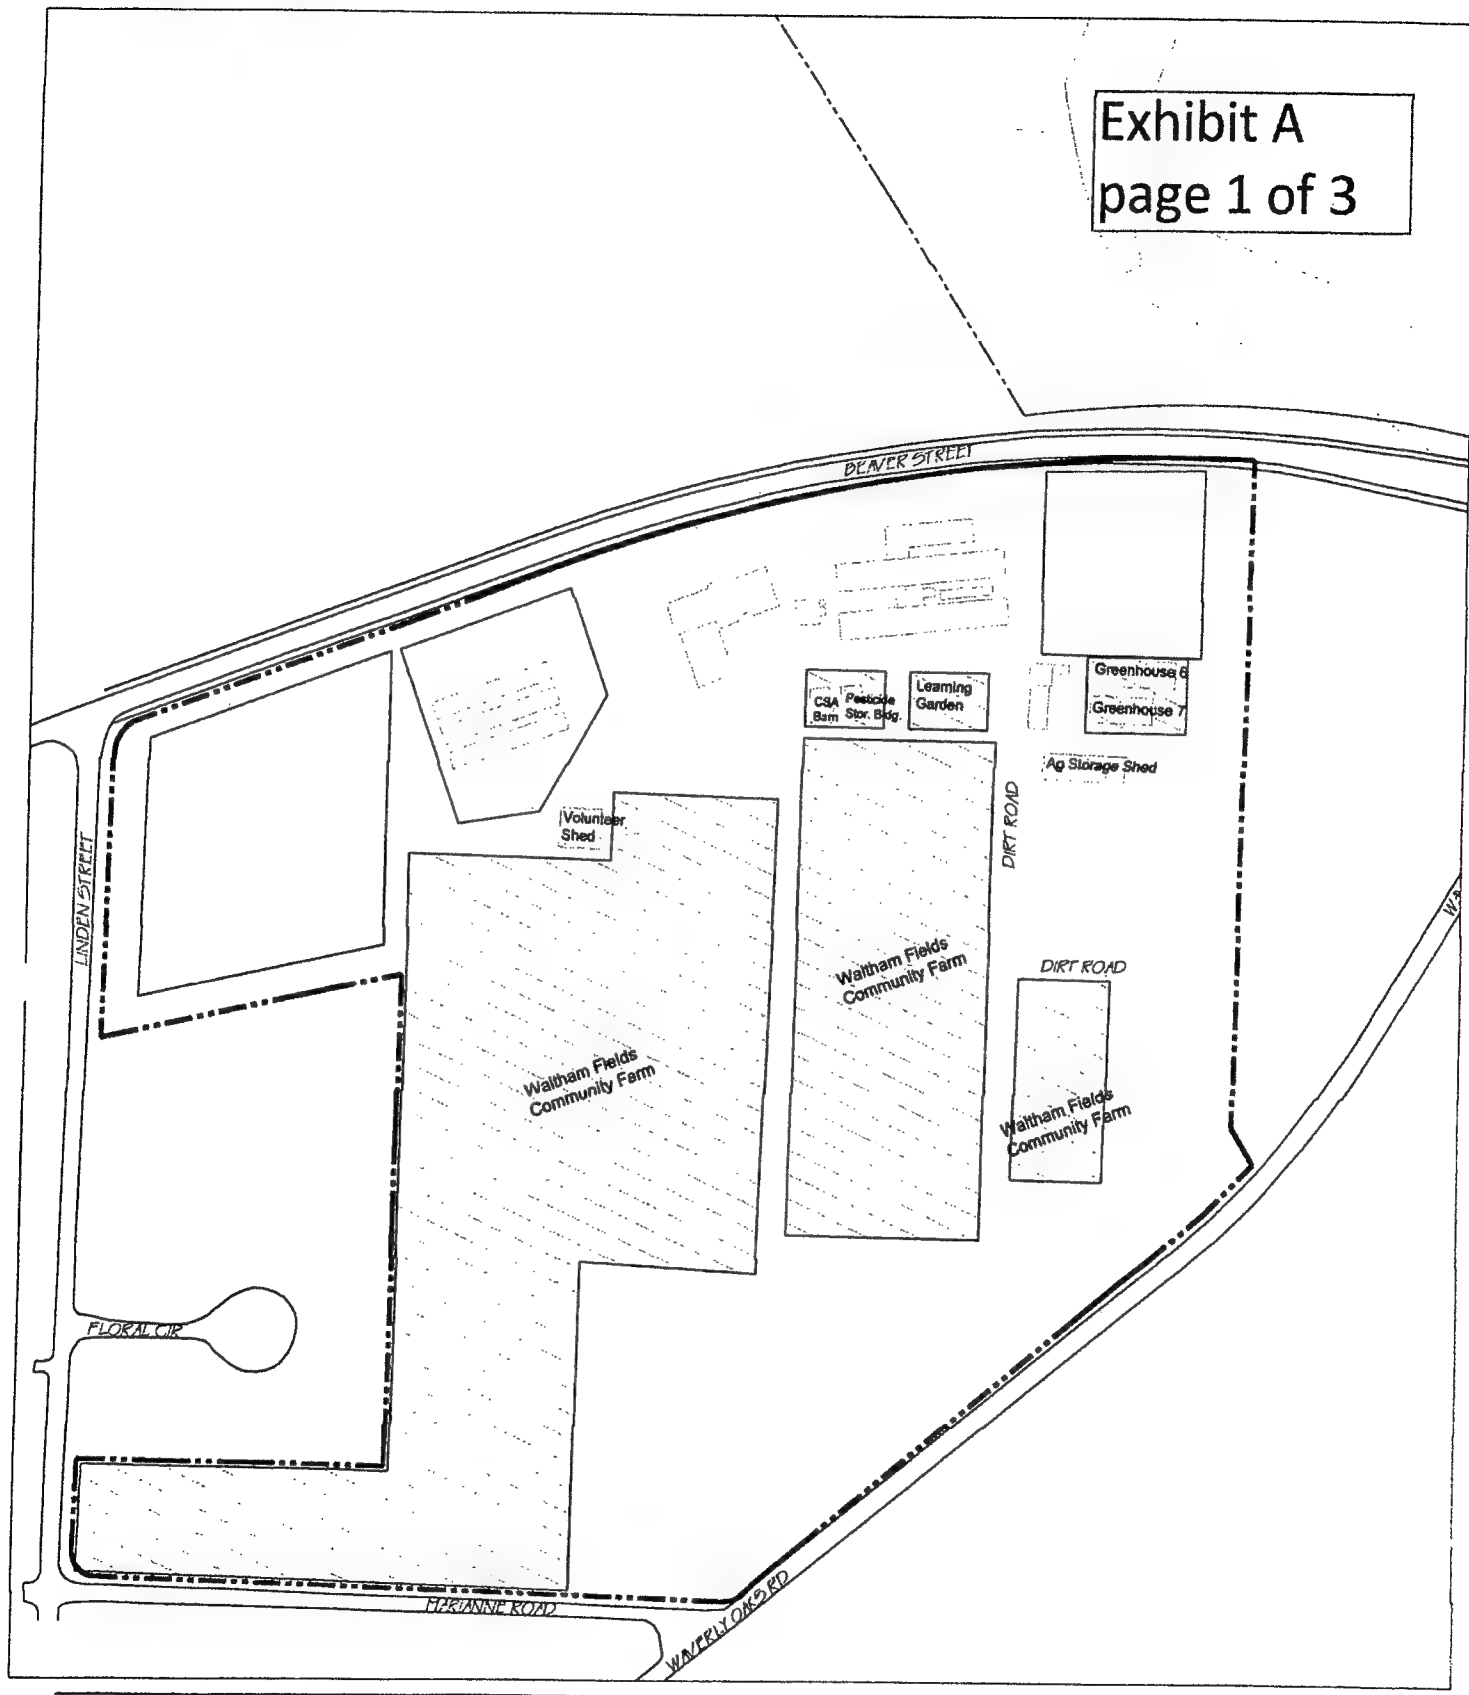 Exhibit A
page 1 of 3
BEAVER STREET
Greenhouse 6
Greenhouse 7
CSA
Barn
Pesticide
Stor. Bldg.
Learning
Garden
Ag Storage Shed
Volunteer
Shed
DIRT ROAD
LINDEN STREET
Waltham Fields
Community Farm
DIRT ROAD
Waltham Fields
Community Farm
Waltham Fields
Community Farm
FLORAL CIR
MARIANNE ROAD
WAVERLY OAKS RD